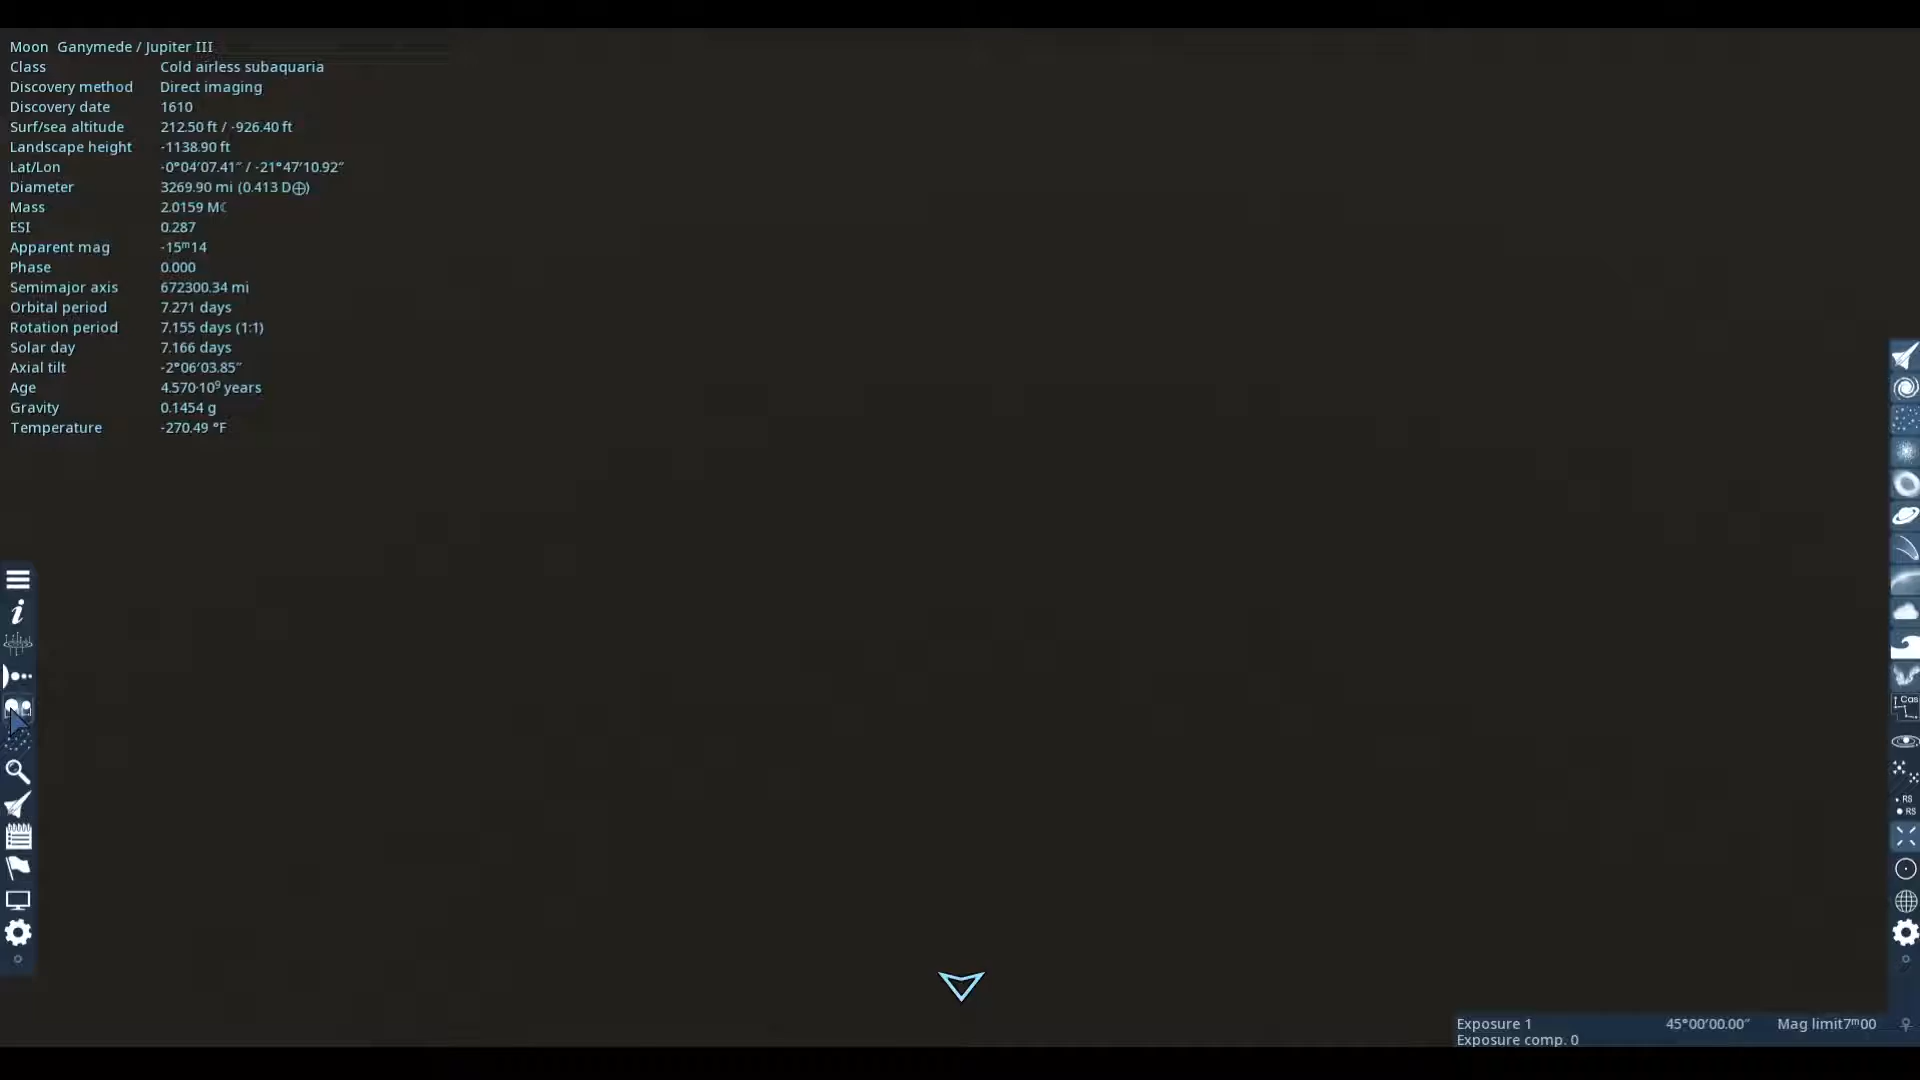 Moon Ganymede / Jupiter III
Class Cold airless subaquaria
Discovery method Direct imaging
Discovery date 1610
Surf/sea altitude 212.50 ft / -926.40 ft
Landscape height -1138.90 ft
Lat/Lon -0°04′07.41″ / -21°47′10.92″
Diameter 3269.90 mi (0.413 D⊕)
Mass 2.0159 M☾
ESI 0.287
Apparent mag -15ᵐ14
Phase 0.000
Semimajor axis 672300.34 mi
Orbital period 7.271 days
Rotation period 7.155 days (1:1)
Solar day 7.166 days
Axial tilt -2°06′03.85″
Age 4.570·10⁹ years
Gravity 0.1454 g
Temperature -270.49 °F
Cas
RS
RS
Exposure 1 45°00′00.00″ Mag limit7ᵐ00
Exposure comp. 0